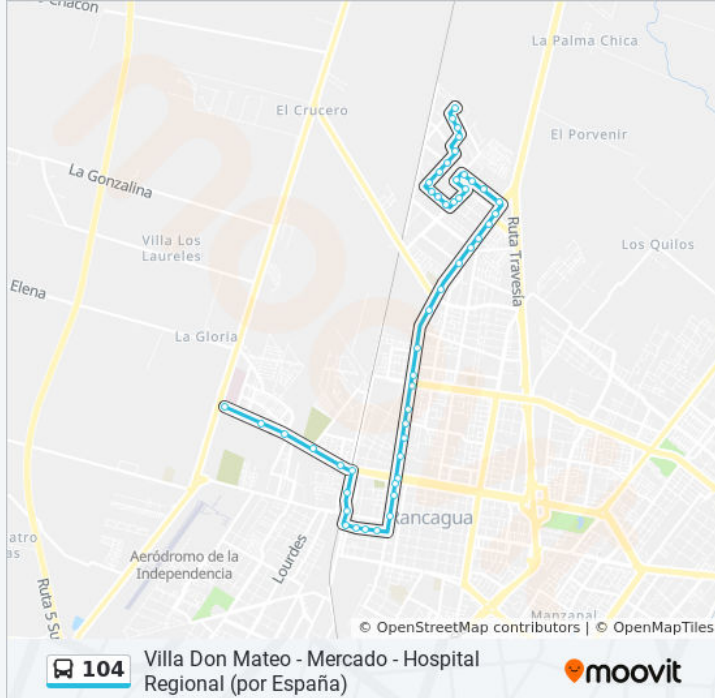 Chacón
La Palma Chica
El Crucero
El Porvenir
La Gonzalina
Villa Los
Laureles
Ruta Travesía
Los Quilos
Elena
La Gloria
Rancagua
Aeródromo de la
Independencia
Lourdes
Ruta 5 Su
Manzanal
© OpenStreetMap contributors | © OpenMapTiles
104
Villa Don Mateo - Mercado - Hospital
Regional (por España)
moovit